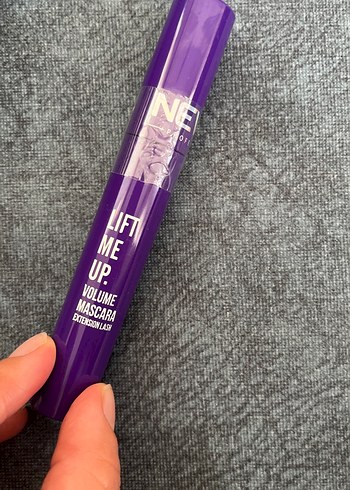 NE
LIFT
ME
UP.
VOLUME
MASCARA
EXTENSION LASH